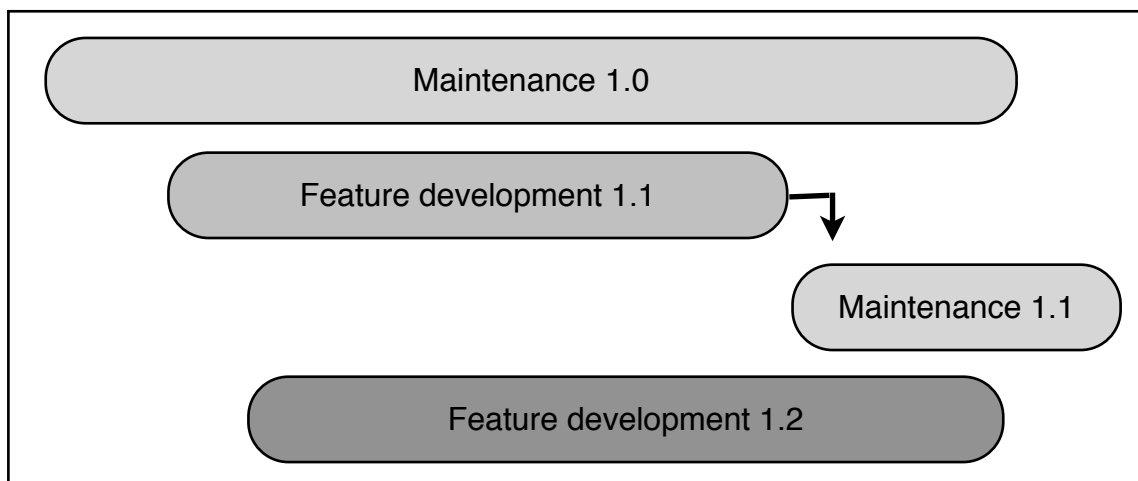 Maintenance 1.0
Feature development 1.1
Maintenance 1.1
Feature development 1.2